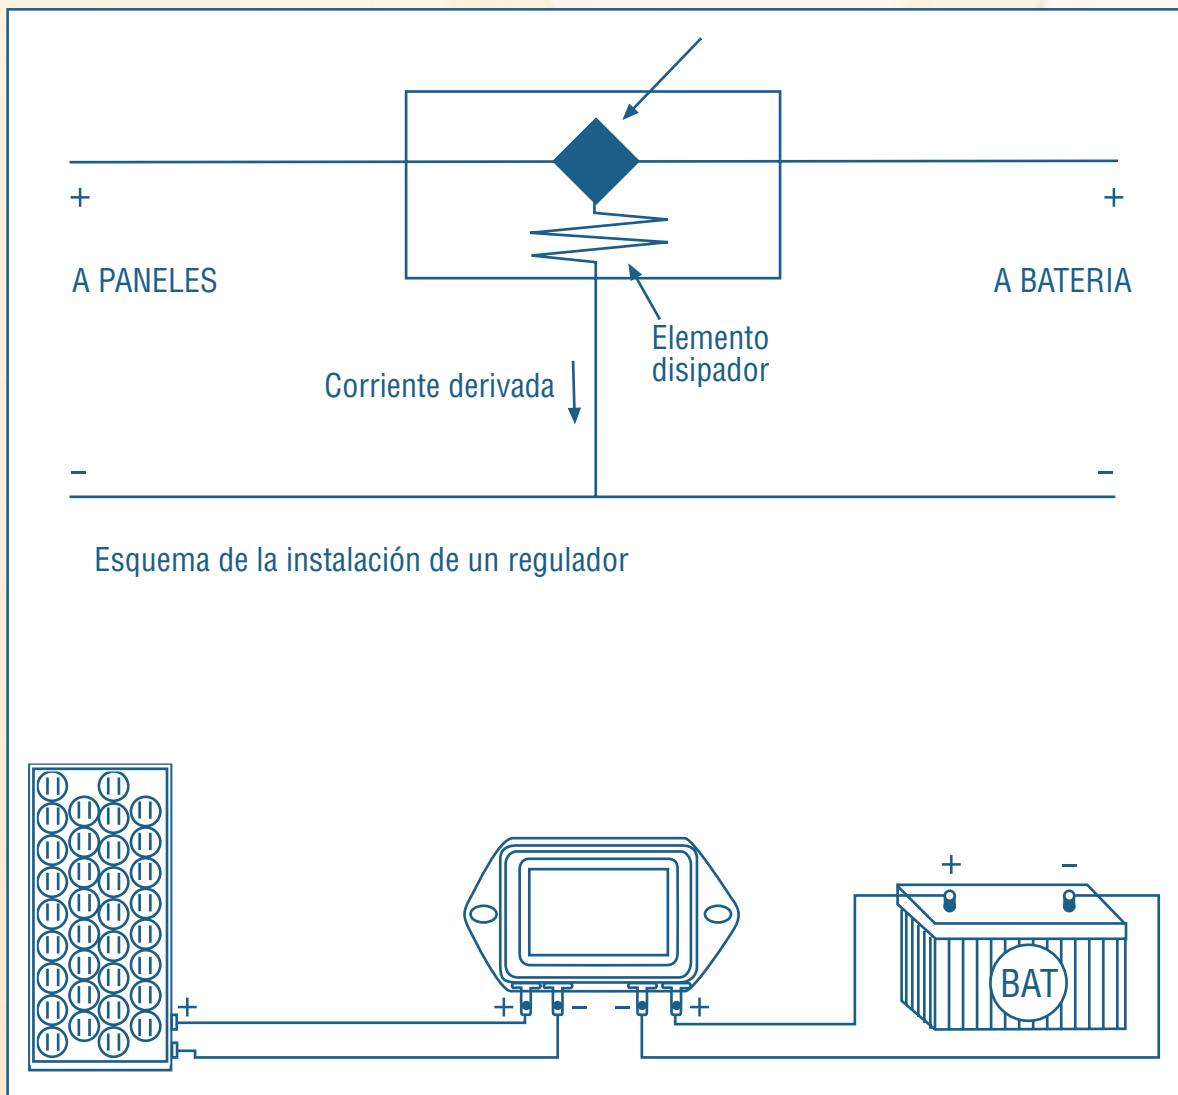 + +
A PANELES A BATERIA
Elemento
disipador
Corriente derivada
– –
Esquema de la instalación de un regulador
+ –
BAT
+ + – – +